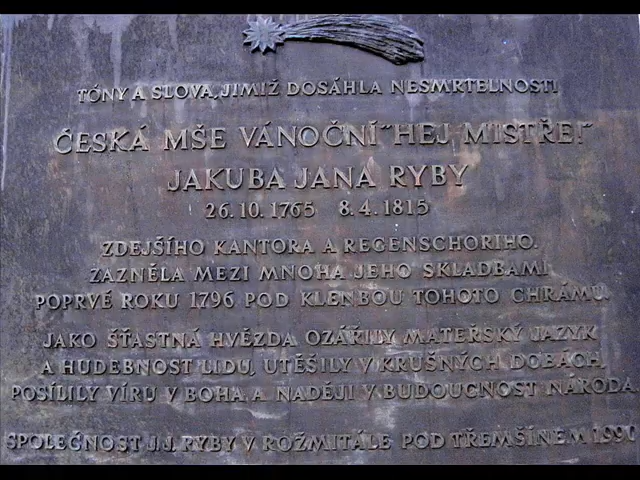 TÓNY A SLOVA, JIMIŽ DOSÁHLA NESMRTELNOSTI
ČESKÁ MŠE VÁNOČNÍ "HEJ MISTŘE!"
JAKUBA JANA RYBY
26.10.1765 8.4.1815
ZDEJŠÍHO KANTORA A REGENSCHORIHO.
ZAZNĚLA MEZI MNOHA JEHO SKLADBAMI
POPRVÉ ROKU 1796 POD KLENBOU TOHOTO CHRÁMU.
JAKO ŠŤASTNÁ HVĚZDA OZÁŘILY MATEŘSKÝ JAZYK
A HUDEBNOST LIDU, UTĚŠILY V KRUŠNÝCH DOBÁCH,
POSÍLILY VÍRU V BOHA A NADĚJI V BUDOUCNOST NÁRODA.
SPOLEČNOST J.J. RYBY V ROŽMITÁLE POD TŘEMŠÍNEM 1990